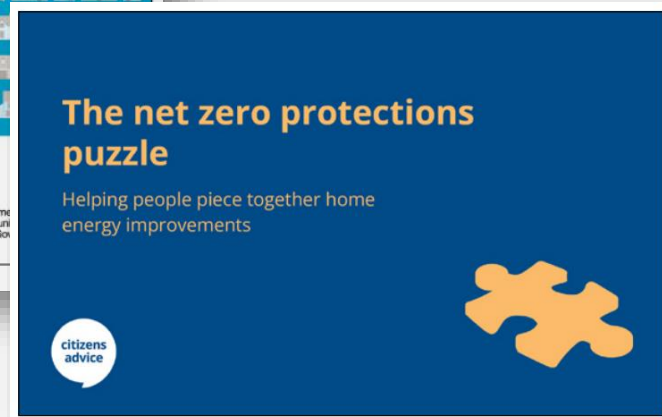 The net zero protections
puzzle
Helping people piece together home
energy improvements
citizens
advice